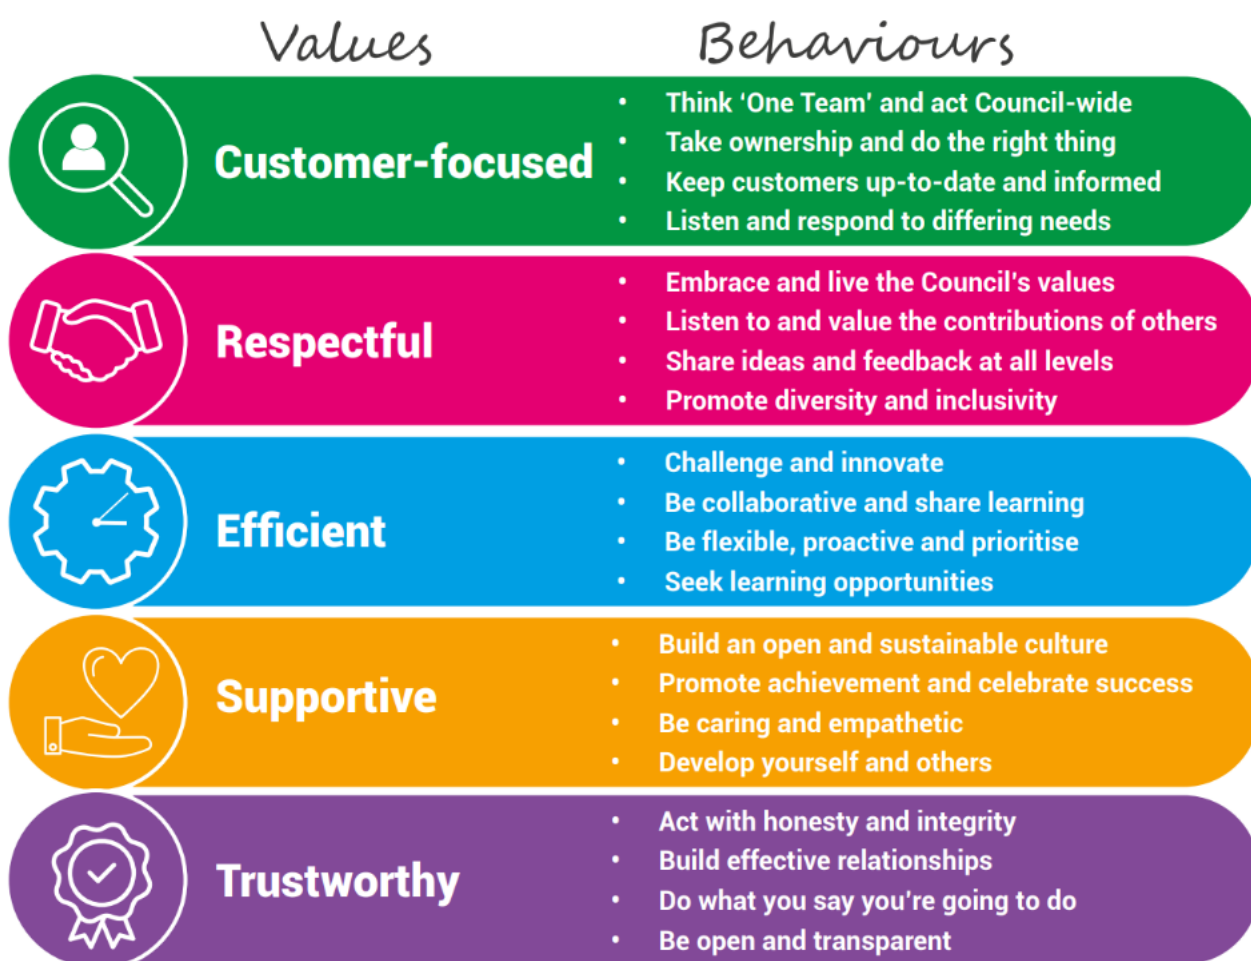 Values
Behaviours
Customer-focused
• Think ‘One Team’ and act Council-wide
• Take ownership and do the right thing
• Keep customers up-to-date and informed
• Listen and respond to differing needs
Respectful
• Embrace and live the Council's values
• Listen to and value the contributions of others
• Share ideas and feedback at all levels
• Promote diversity and inclusivity
Efficient
• Challenge and innovate
• Be collaborative and share learning
• Be flexible, proactive and prioritise
• Seek learning opportunities
Supportive
• Build an open and sustainable culture
• Promote achievement and celebrate success
• Be caring and empathetic
• Develop yourself and others
Trustworthy
• Act with honesty and integrity
• Build effective relationships
• Do what you say you're going to do
• Be open and transparent